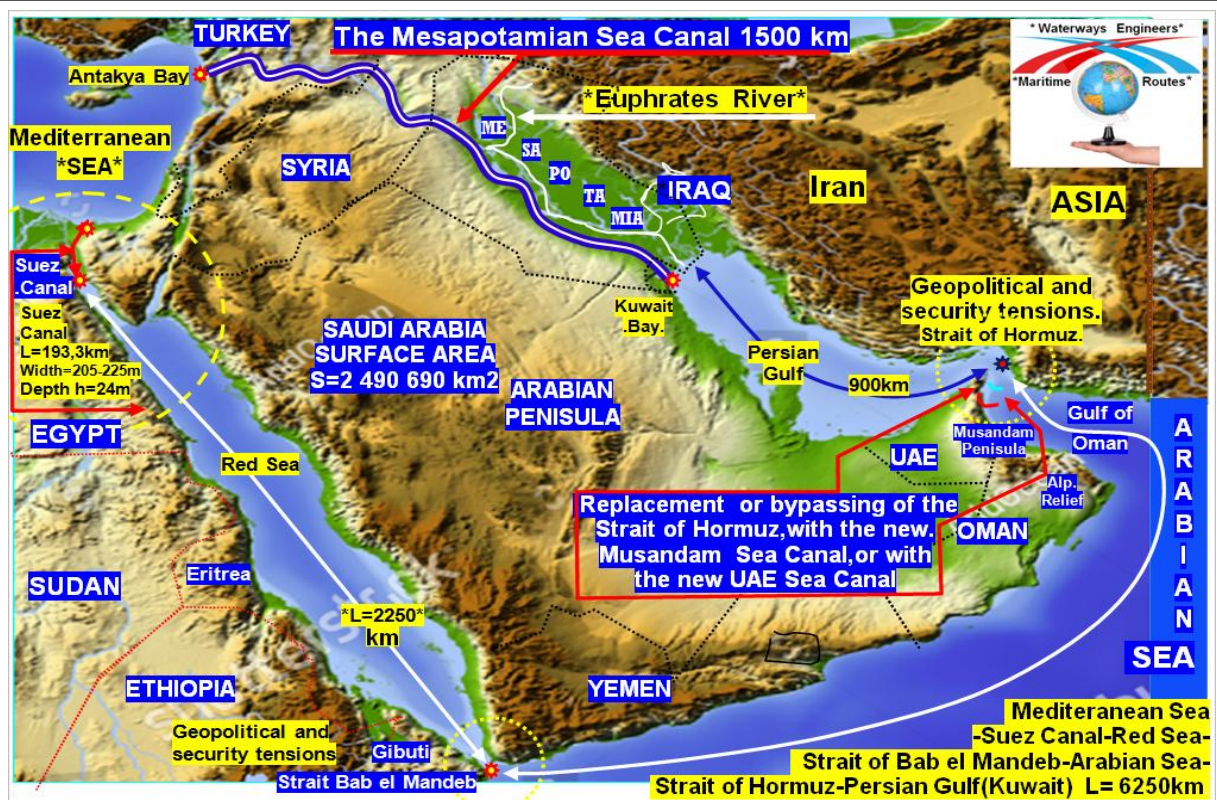 TURKEY
The Mesapotamian Sea Canal 1500 km
*Waterways Engineers*
*Maritime Routes*
Antakya Bay
*Euphrates River*
Mediterranean
*SEA*
ME
SA
PO
TA
MIA
SYRIA
*IRAQ
Iran
ASIA
Suez
.Canal
Suez
Canal
L=193,3km
Width=205-225m
Depth h=24m
EGYPT
Kuwait
.Bay.
Geopolitical and
security tensions.
Strait of Hormuz.
SAUDI ARABIA
SURFACE AREA
S=2 490 690 km2
ARABIAN
PENISULA
Persian
Gulf
900km
Gulf of
Oman
Musandam
Penisula
UAE
Alp.
Relief
OMAN
Red Sea
Replacement or bypassing of the
Strait of Hormuz,with the new.
Musandam Sea Canal,or with
the new UAE Sea Canal
ARABIAN
SEA
SUDAN
Eritrea
*L=2250*
km
ETHIOPIA
YEMEN
Geopolitical and
security tensions
Gibuti
Strait Bab el Mandeb
Mediteranean Sea
-Suez Canal-Red Sea-
Strait of Bab el Mandeb-Arabian Sea-
Strait of Hormuz-Persian Gulf(Kuwait) L= 6250km